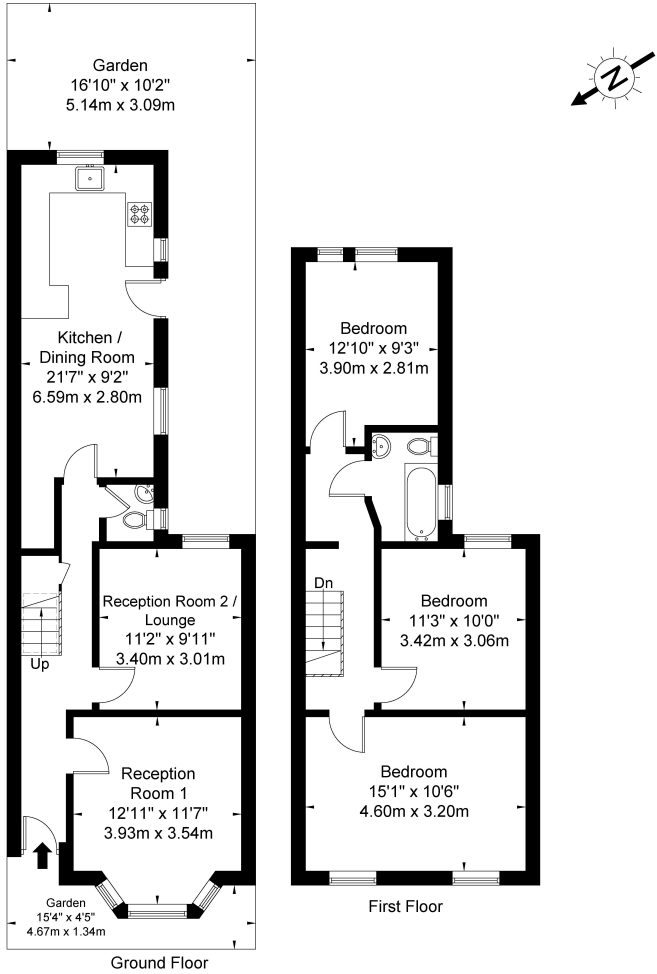 Garden
16'10" x 10'2"
5.14m x 3.09m
N
Kitchen /
Dining Room
21'7" x 9'2"
6.59m x 2.80m
Reception Room 2 /
Lounge
11'2" x 9'11"
3.40m x 3.01m
Up
Reception
Room 1
12'11" x 11'7"
3.93m x 3.54m
Garden
15'4" x 4'5"
4.67m x 1.34m
Ground Floor
Bedroom
12'10" x 9'3"
3.90m x 2.81m
Dn
Bedroom
11'3" x 10'0"
3.42m x 3.06m
Bedroom
15'1" x 10'6"
4.60m x 3.20m
First Floor